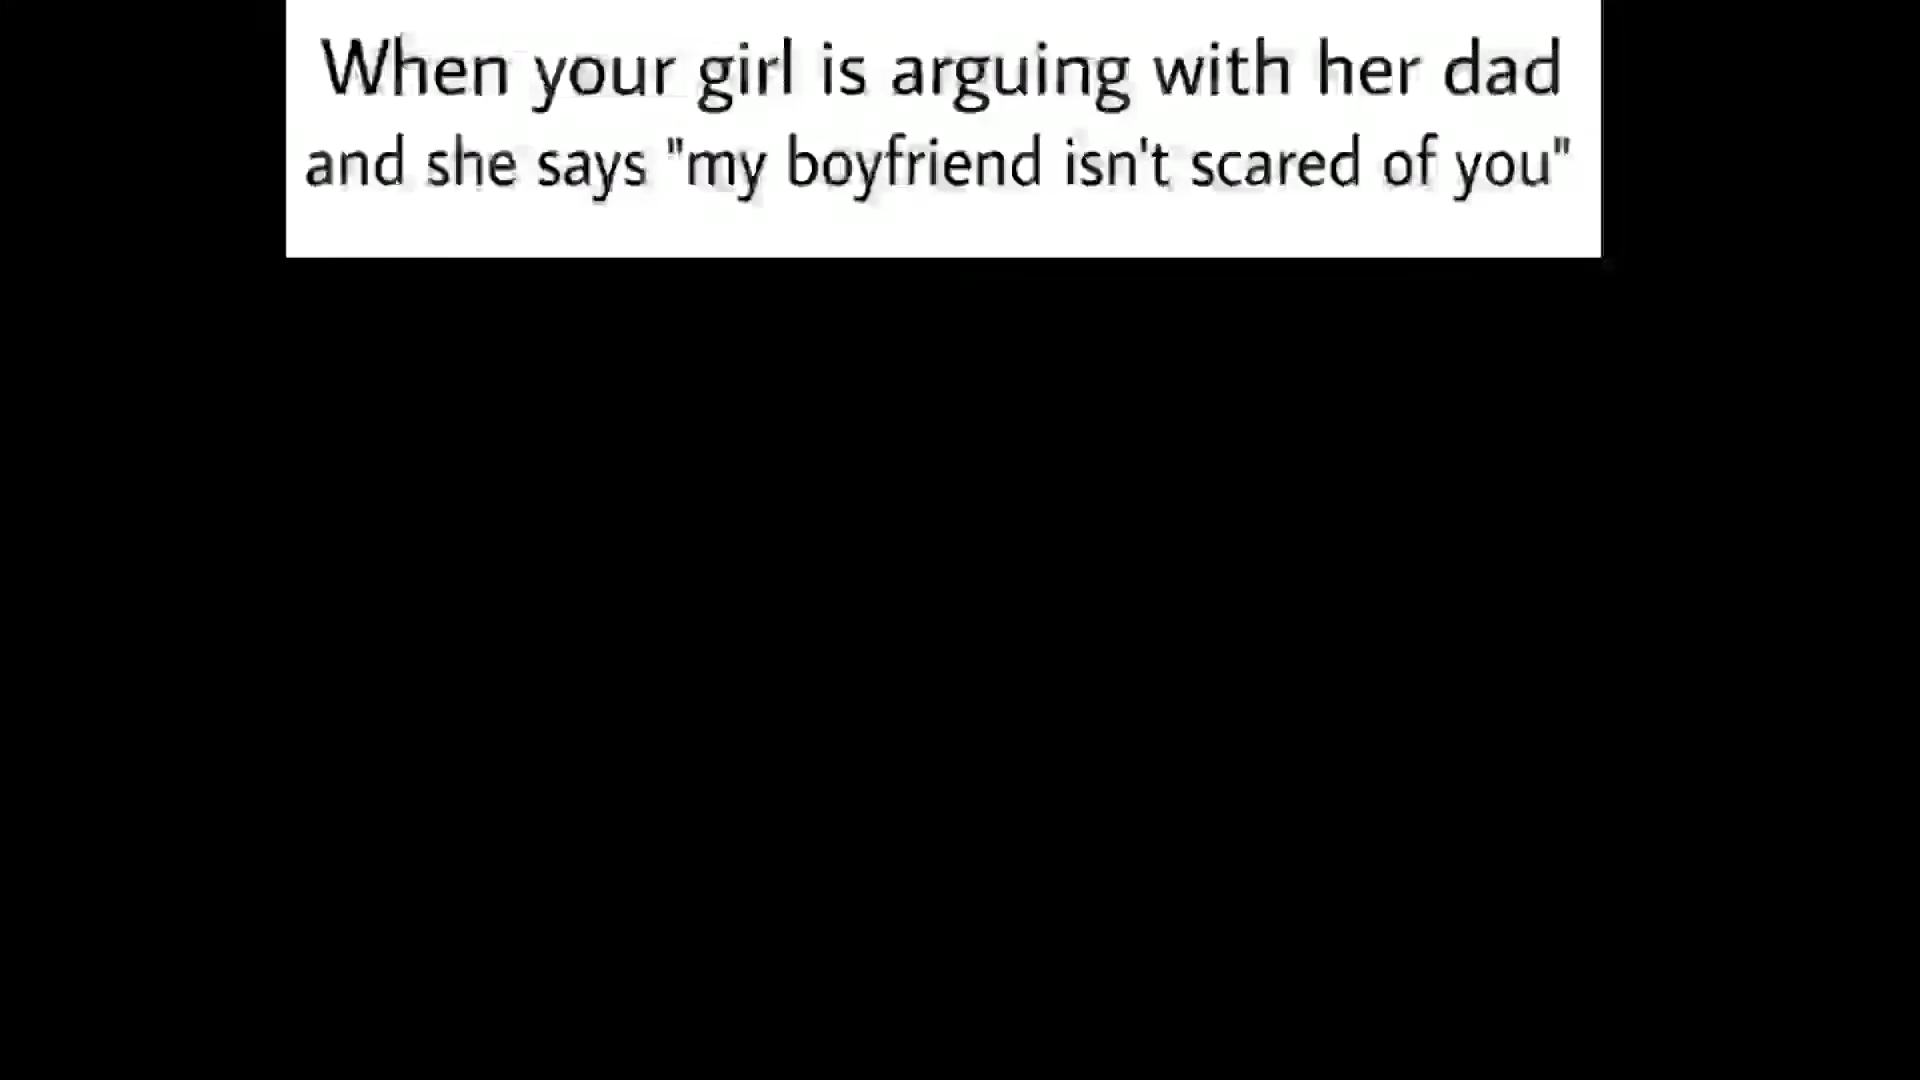 When your girl is arguing with her dad
and she says "my boyfriend isn't scared of you"